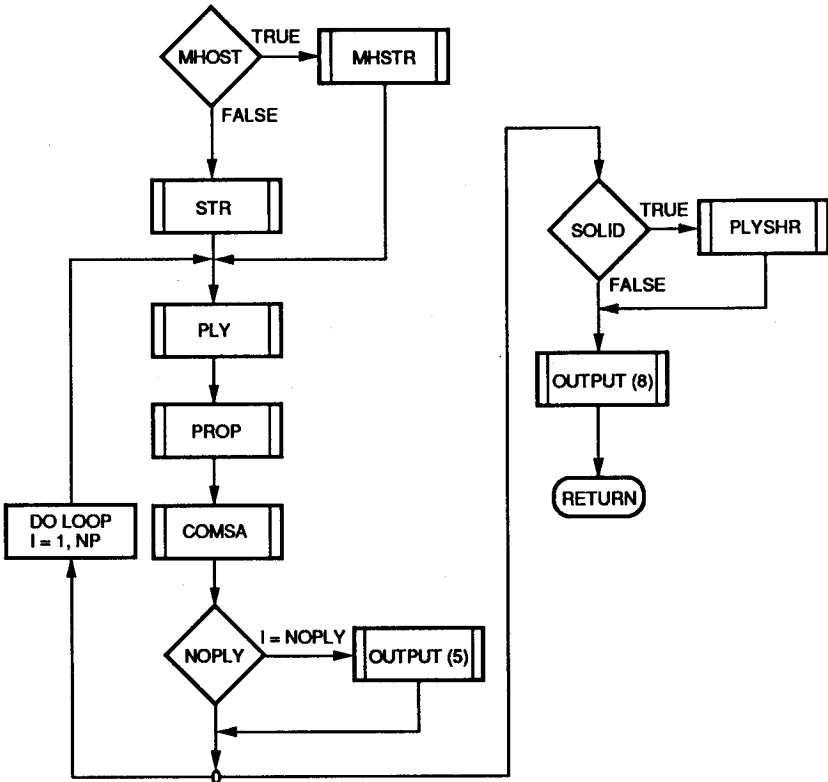 MHOST
TRUE
MHSTR
FALSE
STR
PLY
PROP
COMSA
DO LOOP
I = 1, NP
NOPLY
I = NOPLY
OUTPUT (5)
SOLID
TRUE
PLYSHR
FALSE
OUTPUT (8)
RETURN